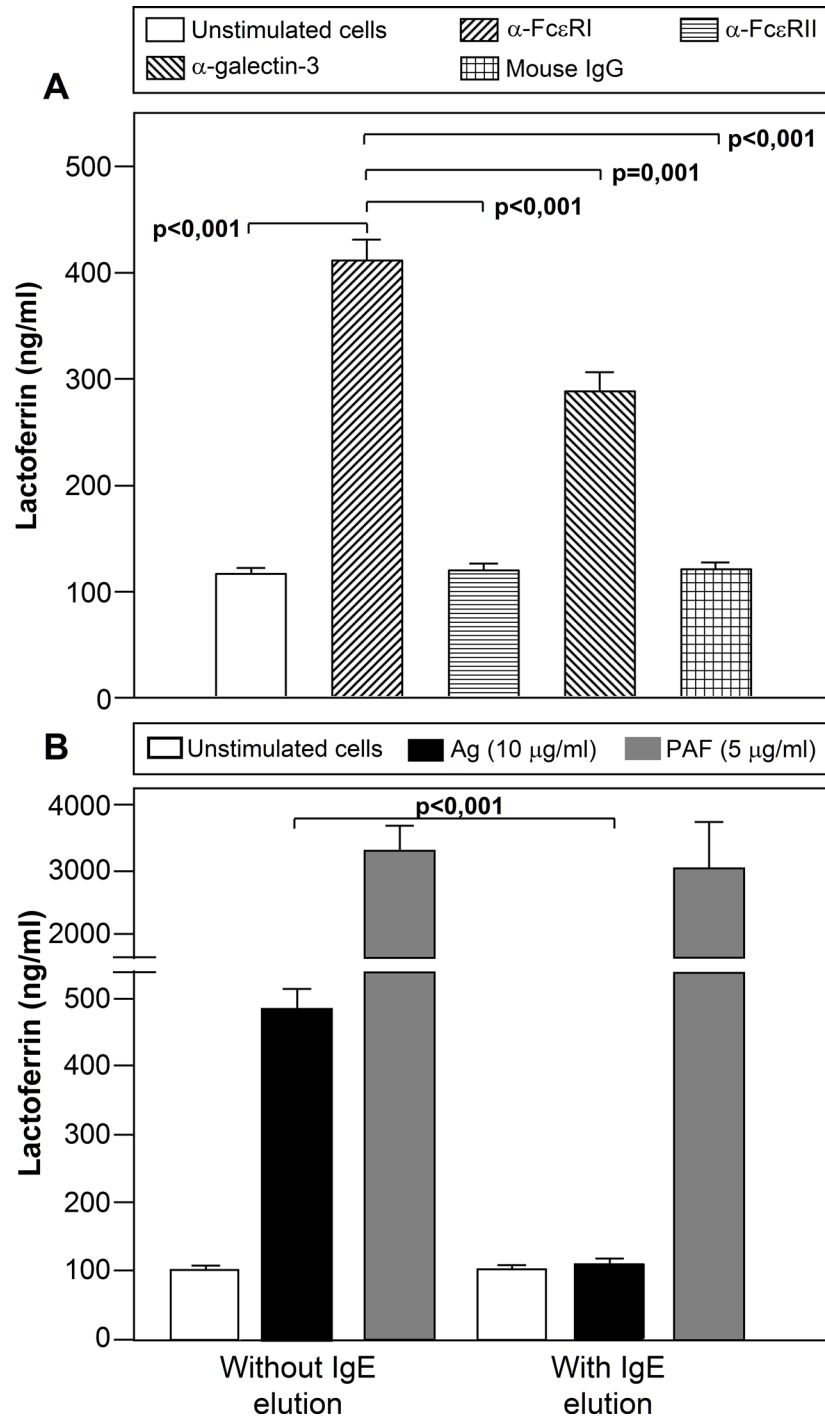 Unstimulated cells
α-FcεRI
α-FcεRII
α-galectin-3
Mouse IgG
A
p<0,001
p=0,001
p<0,001
p<0,001
500
400
300
200
100
0
Lactoferrin (ng/ml)
B
Unstimulated cells
Ag (10 μg/ml)
PAF (5 μg/ml)
p<0,001
4000
3000
2000
500
400
300
200
100
0
Lactoferrin (ng/ml)
Without IgE
elution
With IgE
elution